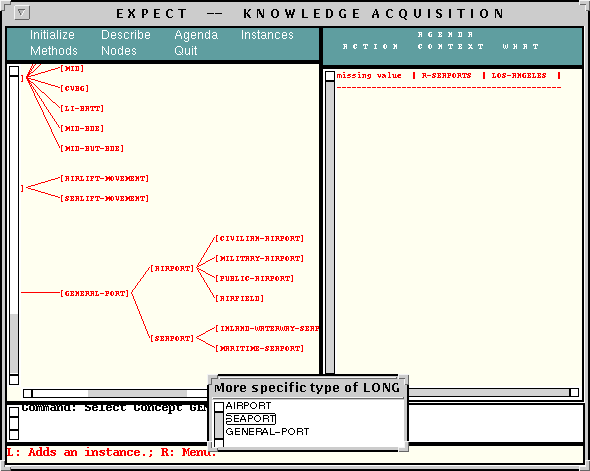 EXPECT –– KNOWLEDGE ACQUISITION
Initialize Describe Agenda Instances
Methods Nodes Quit
AGENDA
ACTION CONTEXT WHAT
missing value | R-SEAPORTS | LOS-ANGELES |
[MID]
[CVBG]
[LI-BATT]
[MID-BDE]
[MID-BUT-BDE]
[AIRLIFT-MOVEMENT]
[SEALIFT-MOVEMENT]
[CIVILIAN-AIRPORT]
[MILITARY-AIRPORT]
[AIRPORT]
[PUBLIC-AIRPORT]
[GENERAL-PORT]
[AIRFIELD]
[INLAND-WATERWAY-SEAP
[SEAPORT]
[MARITIME-SEAPORT]
More specific type of LONG
AIRPORT
SEAPORT
GENERAL-PORT
Command: Select Concept GEN
L: Adds an instance.; R: Menu.